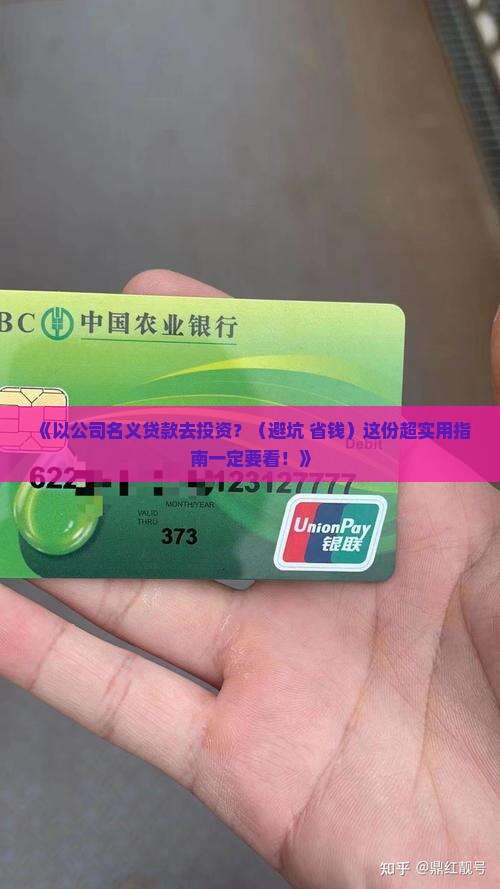 BC 中国农业银行
《以公司名义贷款去投资？（避坑 省钱）这份超实用指
南一定要看！》
Debit
622 123127777
MONTH/YEAR
VALID
THRU
373
UnionPay
银联
知乎 @鼎红靓号